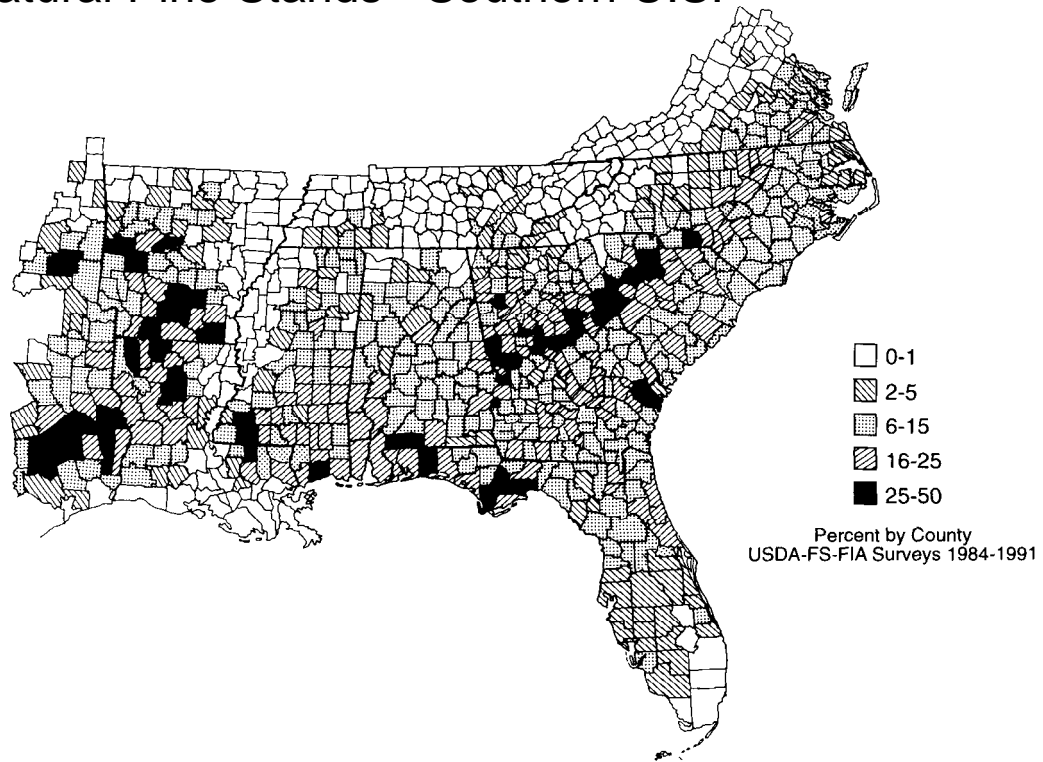 Pine Stands Southern U.S.
0-1
2-5
6-15
16-25
25-50
Percent by County
USDA-FS-FIA Surveys 1984-1991